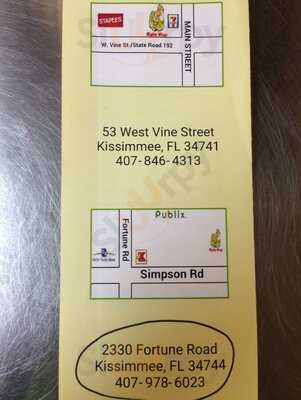 STAPLES
7
W. Vine St./State Road 192
MAIN STREET
53 West Vine Street
Kissimmee, FL 34741
407-846-4313
Publix
Fortune Rd
K
Simpson Rd
2330 Fortune Road
Kissimmee, FL 34744
407-978-6023